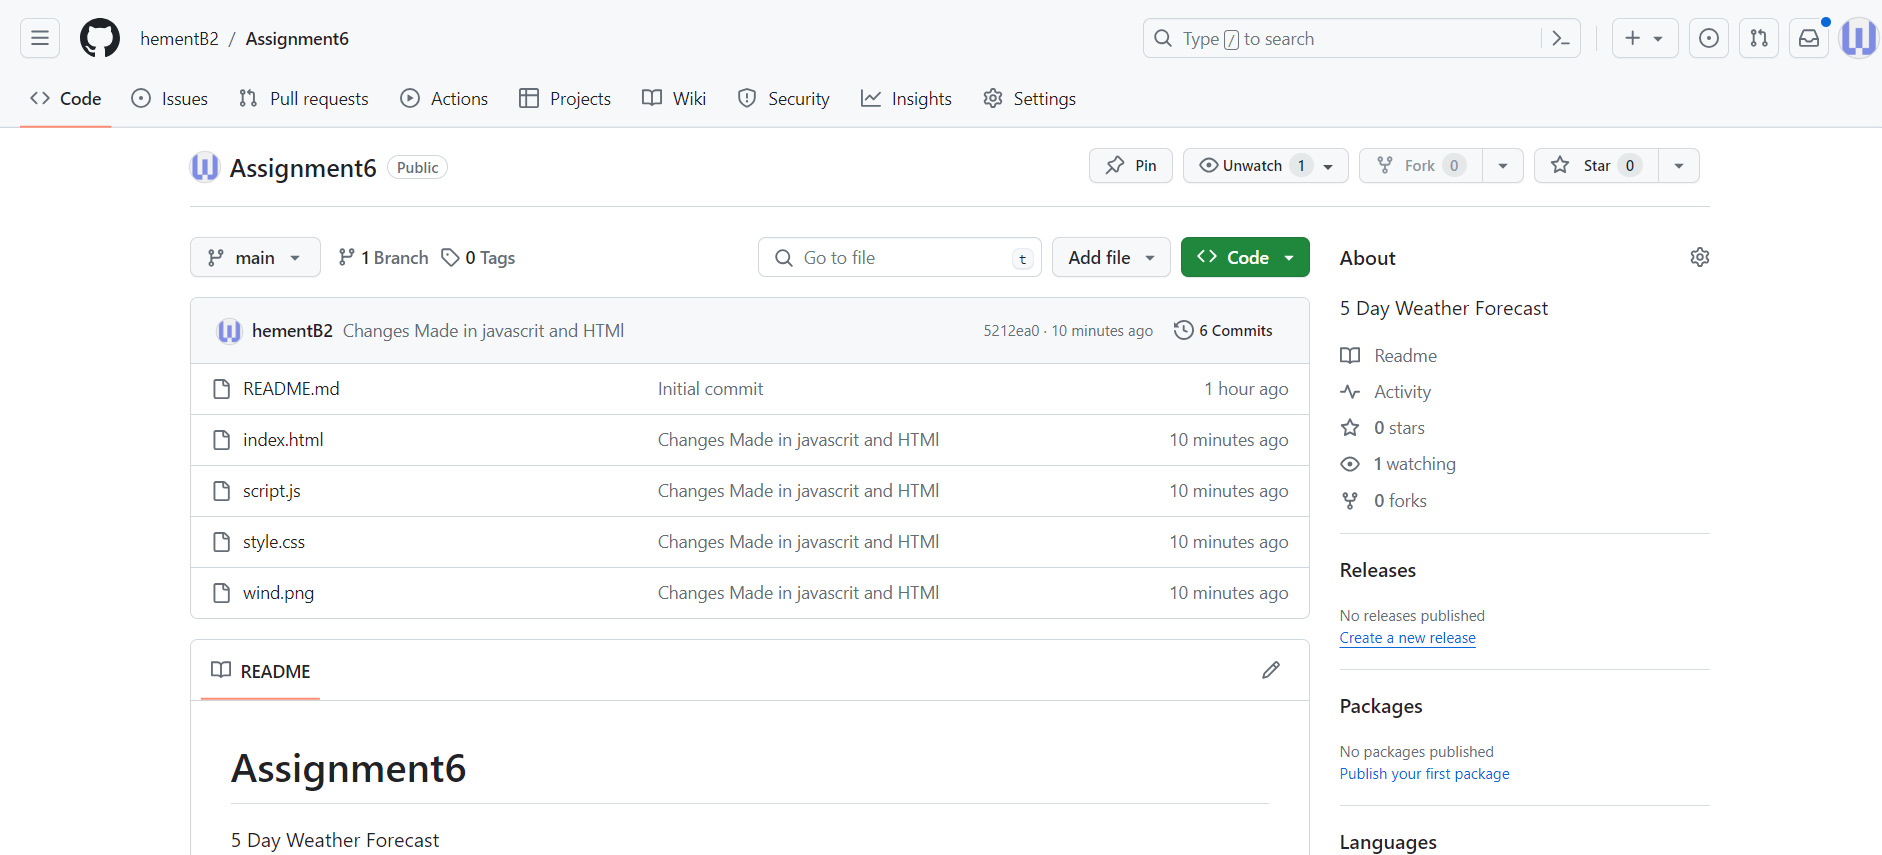 hementB2 / Assignment6
Type / to search
Code Issues Pull requests Actions Projects Wiki Security Insights Settings
Assignment6 Public
Pin Unwatch 1 Fork 0 Star 0
main 1 Branch 0 Tags
Go to file t Add file Code
hementB2 Changes Made in javascrit and HTMl 5212ea0 · 10 minutes ago 6 Commits
README.md Initial commit 1 hour ago
index.html Changes Made in javascrit and HTMl 10 minutes ago
script.js Changes Made in javascrit and HTMl 10 minutes ago
style.css Changes Made in javascrit and HTMl 10 minutes ago
wind.png Changes Made in javascrit and HTMl 10 minutes ago
README
Assignment6
5 Day Weather Forecast
About
5 Day Weather Forecast
Readme
Activity
0 stars
1 watching
0 forks
Releases
No releases published
Create a new release
Packages
No packages published
Publish your first package
Languages